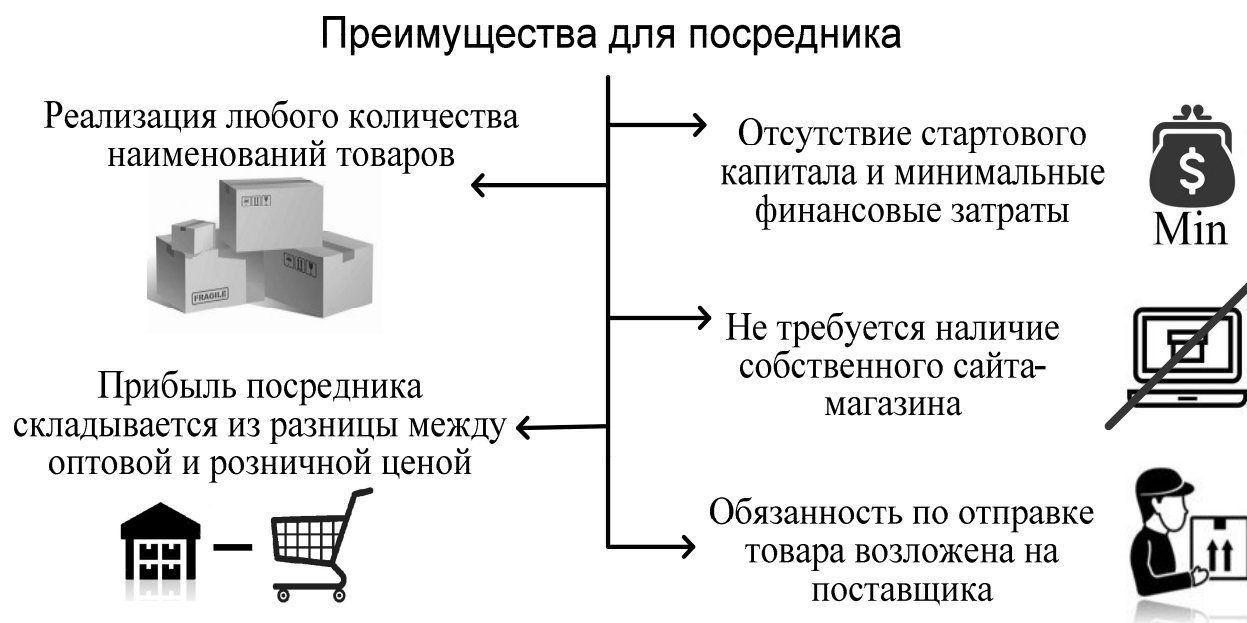 Преимущества для посредника
Реализация любого количества
наименований товаров
FRAGILE
Прибыль посредника
складывается из разницы между
оптовой и розничной ценой
Отсутствие стартового
капитала и минимальные
финансовые затраты
$
Min
Не требуется наличие
собственного сайта-
магазина
Обязанность по отправке
товара возложена на
поставщика